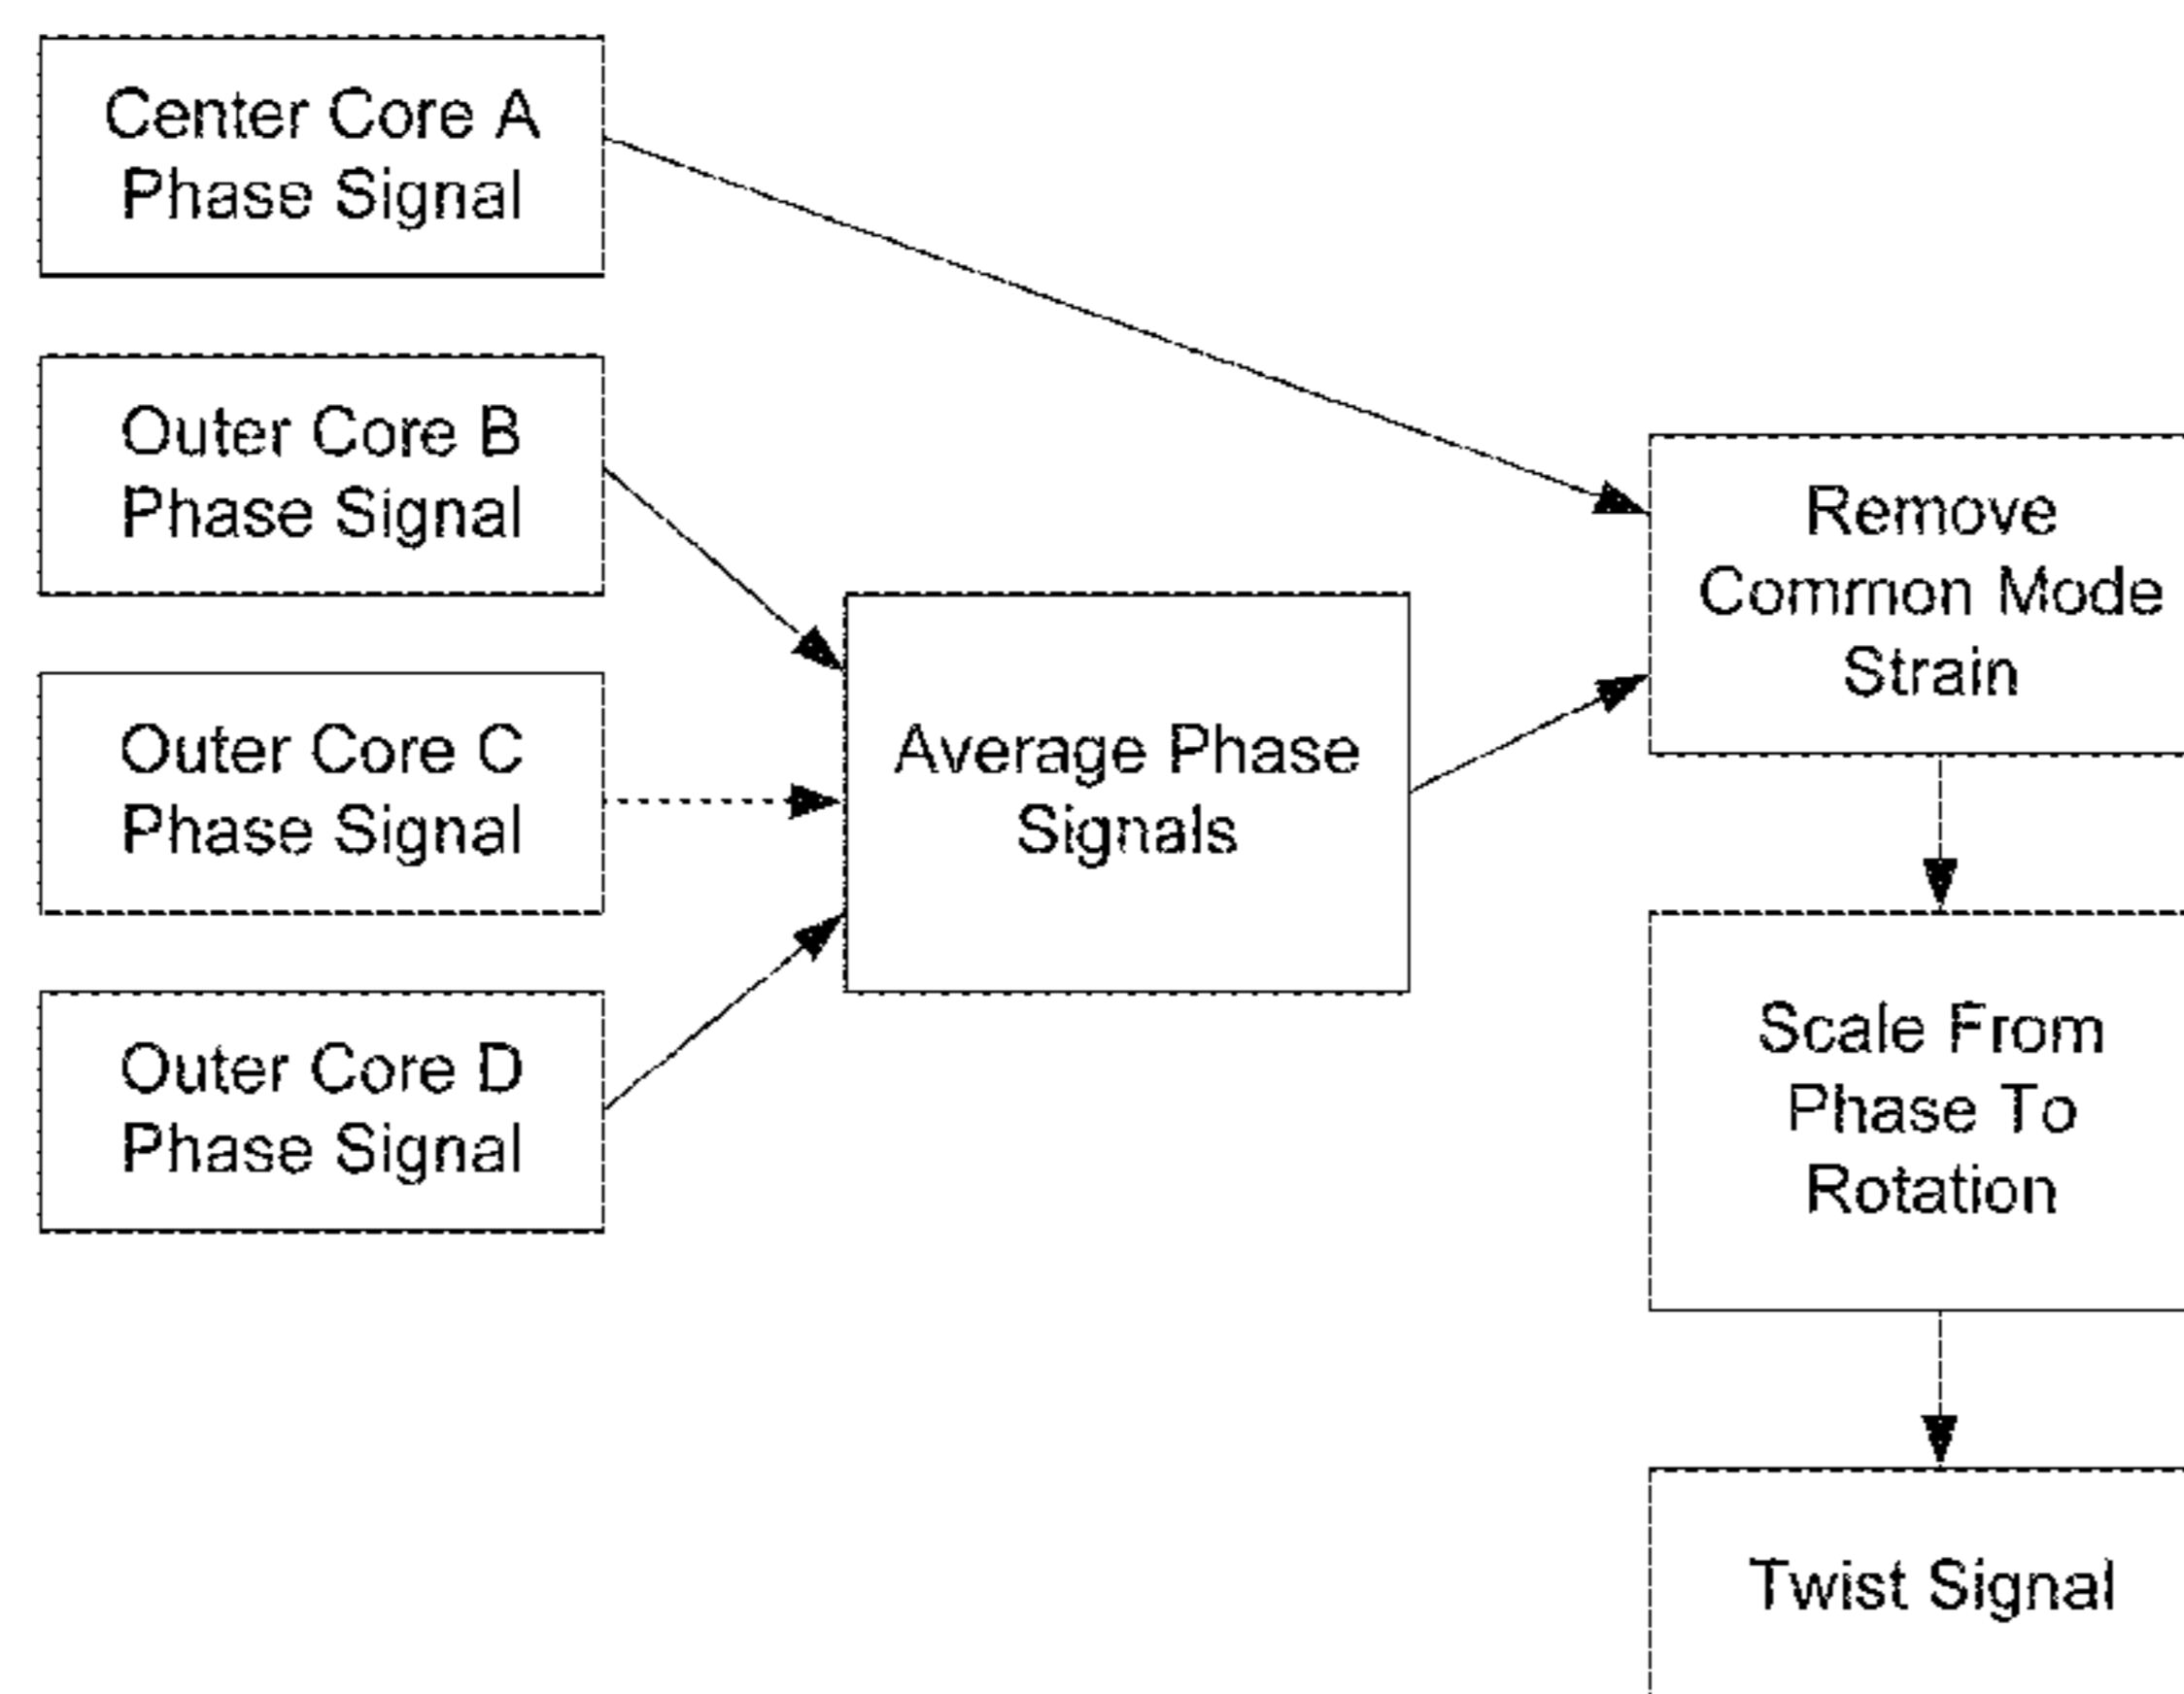 Center Core A
Phase Signal
Outer Core B
Phase Signal
Outer Core C
Phase Signal
Outer Core D
Phase Signal
Average Phase
Signals
Remove
Common Mode
Strain
Scale From
Phase To
Rotation
Twist Signal